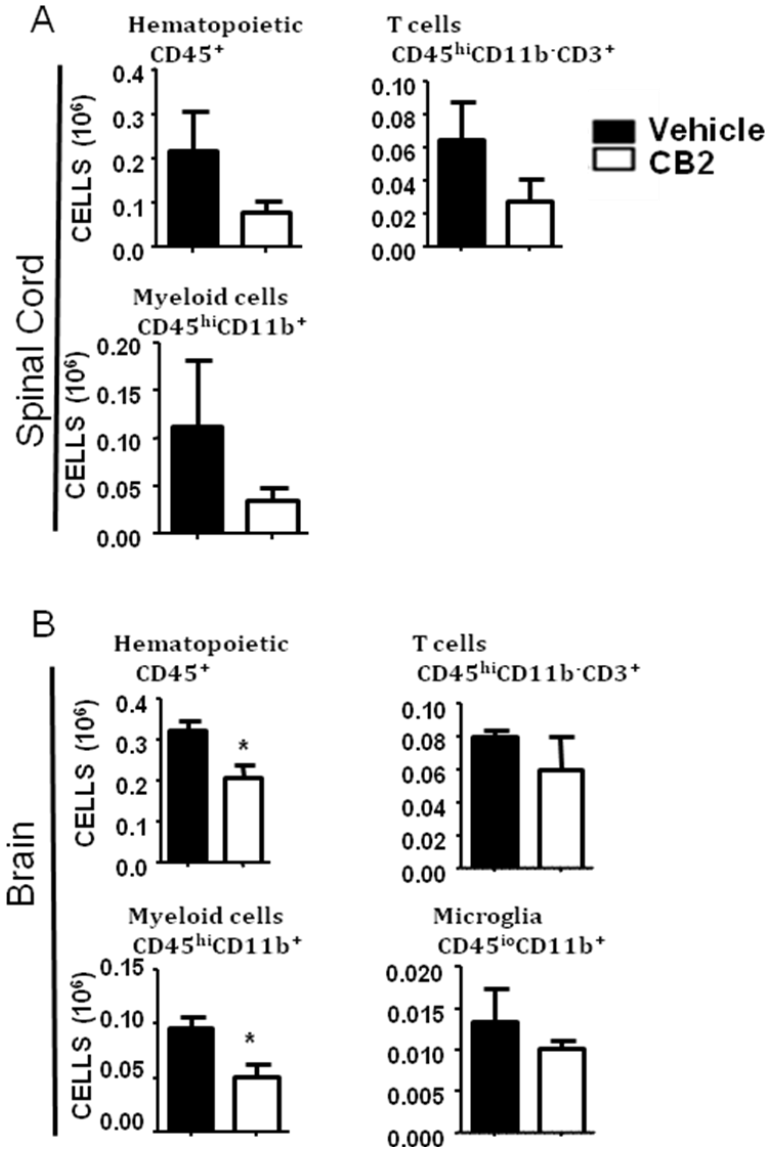 A
Hematopoietic
CD45⁺
CELLS (10⁶)
0.4
0.3
0.2
0.1
0.0
T cells
CD45ʰⁱCD11b⁻CD3⁺
0.10
0.08
0.06
0.04
0.02
0.00
Vehicle
CB2
Spinal Cord
Myeloid cells
CD45ʰⁱCD11b⁺
CELLS (10⁶)
0.20
0.15
0.10
0.05
0.00
B
Hematopoietic
CD45⁺
CELLS (10⁶)
0.4
0.3
0.2
0.1
0.0
*
T cells
CD45ʰⁱCD11b⁻CD3⁺
0.10
0.08
0.06
0.04
0.02
0.00
Brain
Myeloid cells
CD45ʰⁱCD11b⁺
CELLS (10⁶)
0.15
0.10
0.05
0.00
*
Microglia
CD45ⁱᵒCD11b⁺
0.020
0.015
0.010
0.005
0.000